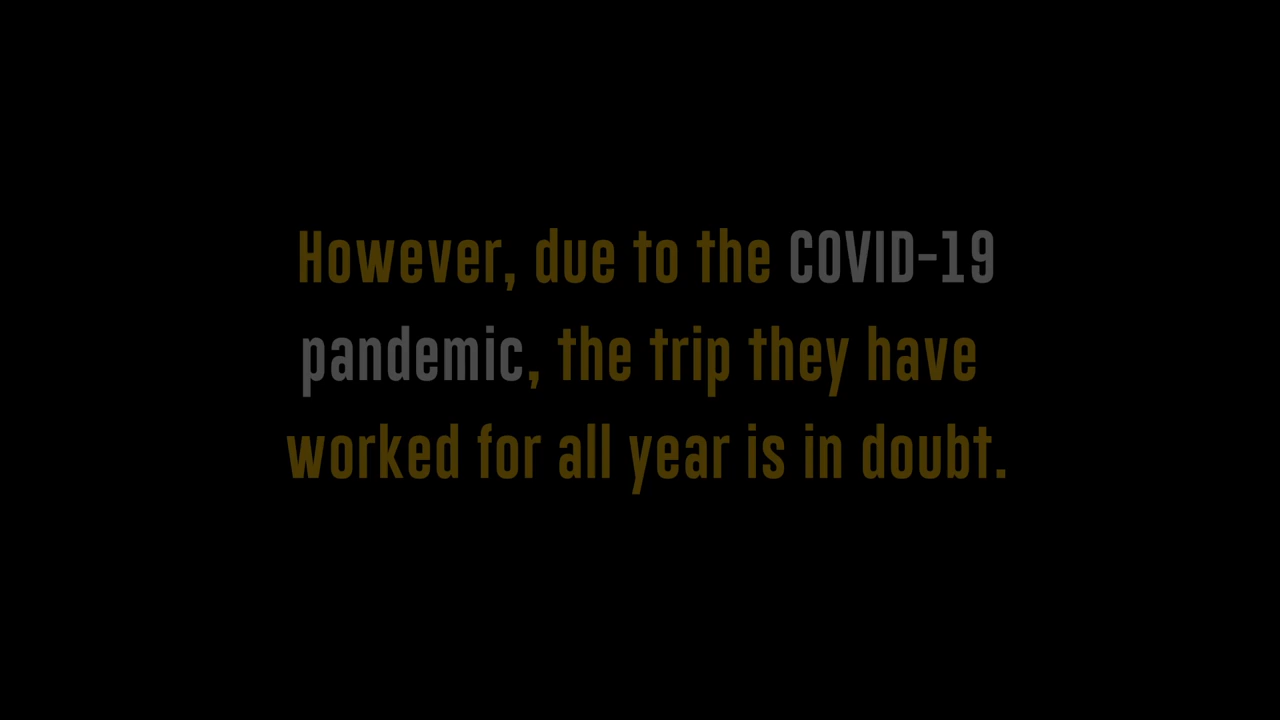 However, due to the COVID-19
pandemic, the trip they have
worked for all year is in doubt.